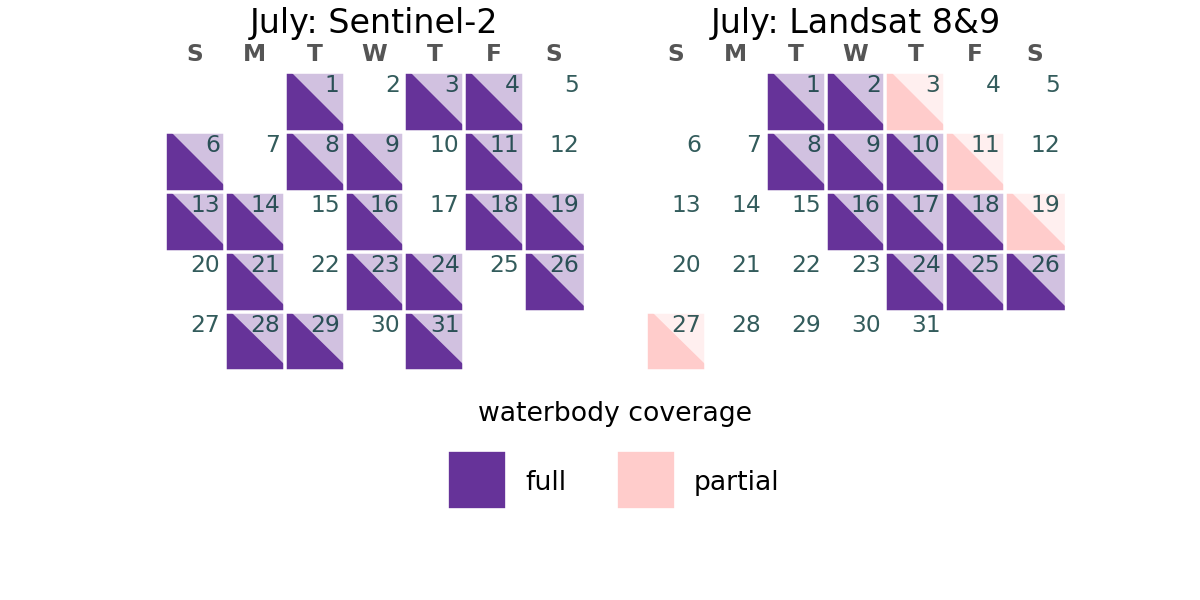 July: Sentinel-2
S M T W T F S
1 2 3 4 5
6 7 8 9 10 11 12
13 14 15 16 17 18 19
20 21 22 23 24 25 26
27 28 29 30 31
July: Landsat 8&9
S M T W T F S
1 2 3 4 5
6 7 8 9 10 11 12
13 14 15 16 17 18 19
20 21 22 23 24 25 26
27 28 29 30 31
waterbody coverage
full partial